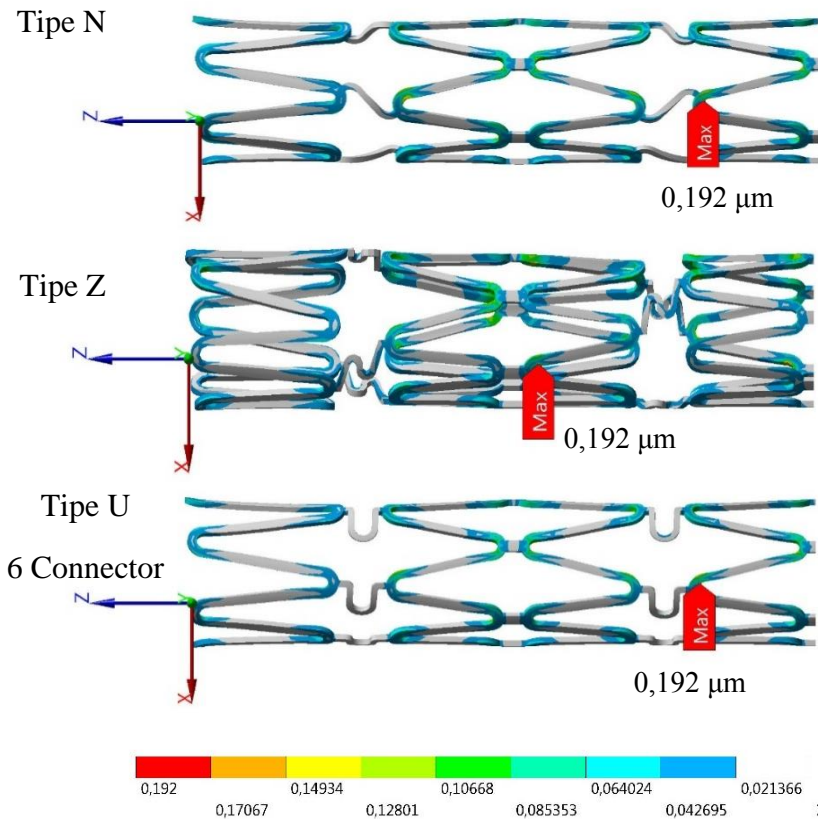 Tipe N
Z
Y
X
Max
0,192 μm
Tipe Z
Z
Y
X
Max
0,192 μm
Tipe U
6 Connector
Z
Y
X
Max
0,192 μm
0,192 0,14934 0,10668 0,064024 0,021366
0,17067 0,12801 0,085353 0,042695